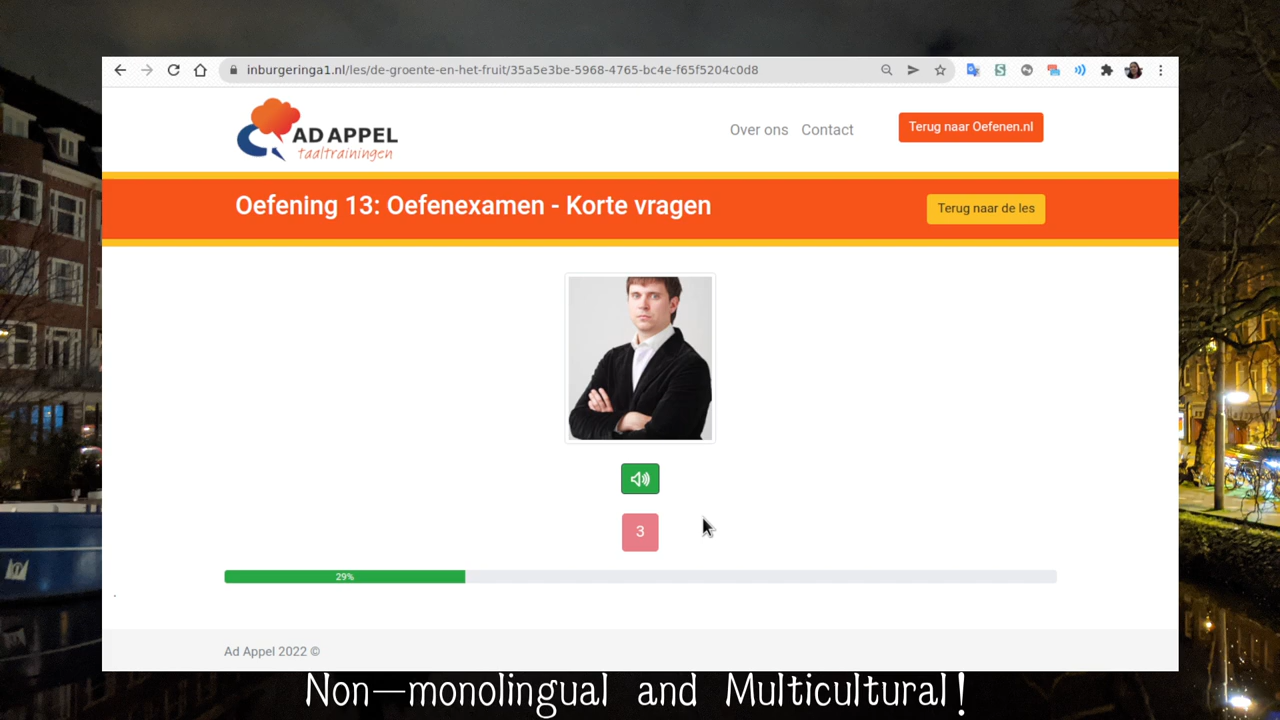 inburgeringa1.nl/les/de-groente-en-het-fruit/35a5e3be-5968-4765-bc4e-f65f5204c0d8
AD APPEL
taaltrainingen
Over ons
Contact
Terug naar Oefenen.nl
Oefening 13: Oefenexamen - Korte vragen
Terug naar de les
3
29%
Ad Appel 2022 ©
Non-monolingual and Multicultural!